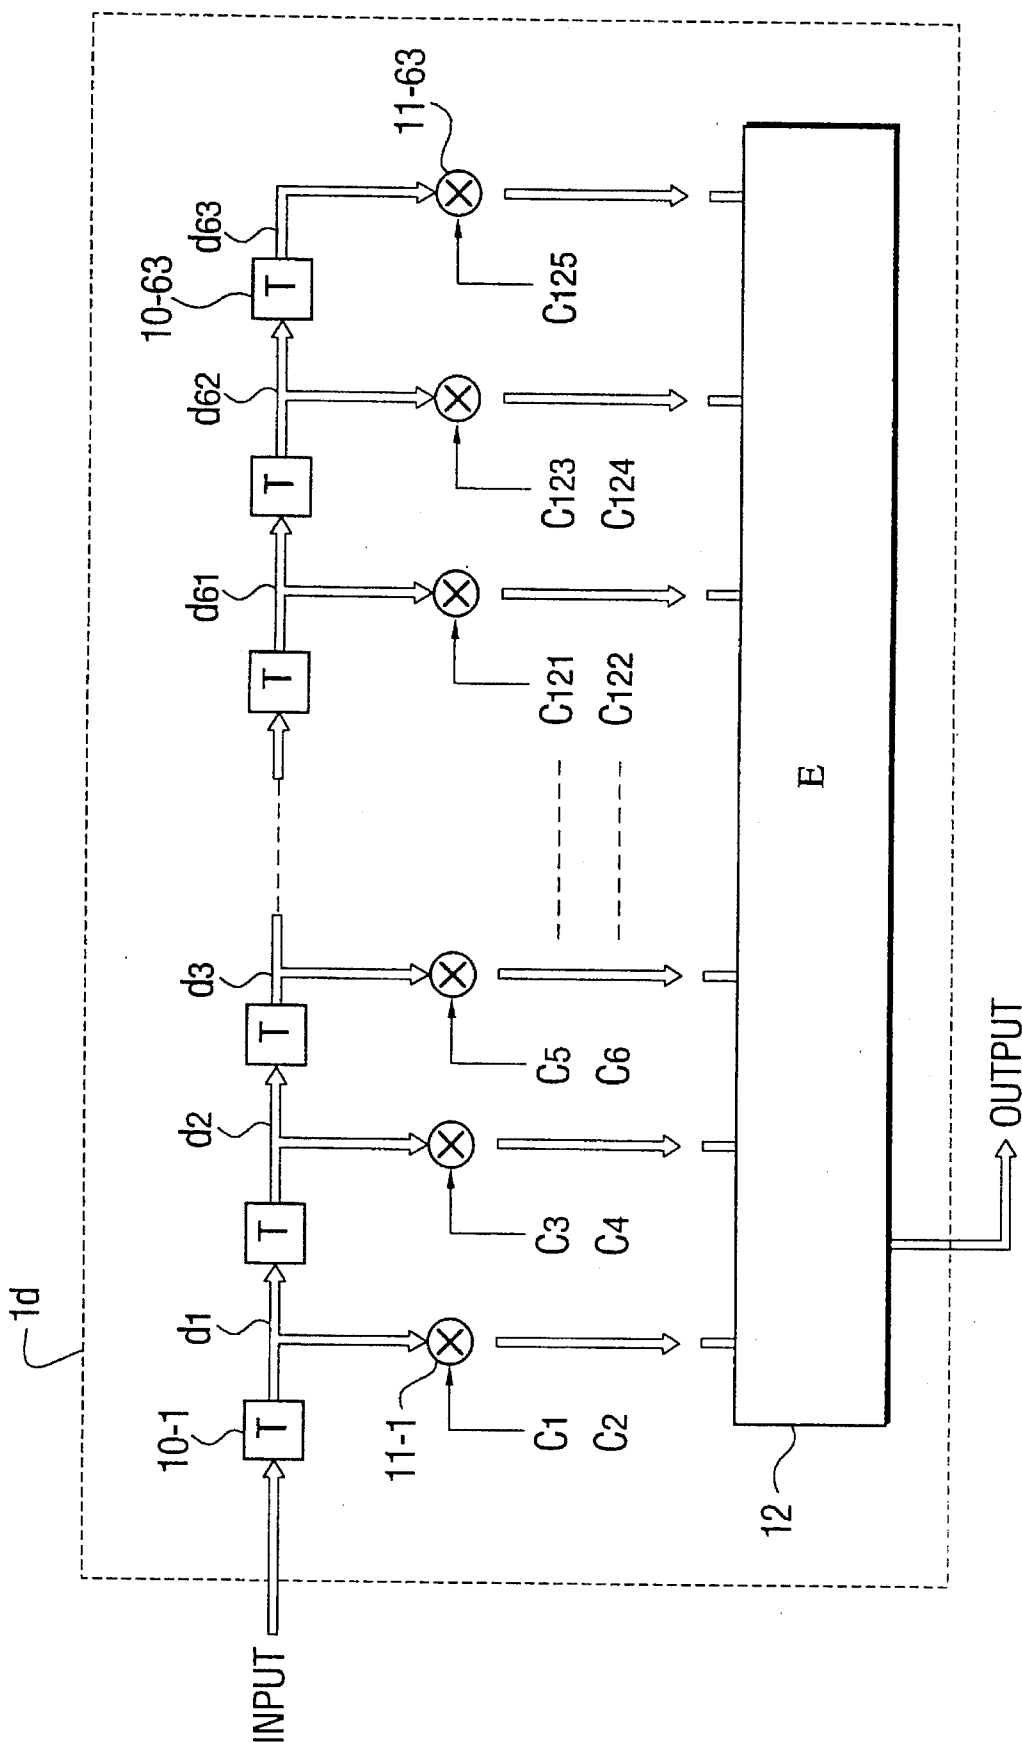 1d
10-1
d1
d2
d3
d61
d62
10-63
d63
INPUT
T
T
T
T
T
T
11-1
11-63
C1
C3
C5
C121
C123
C125
C2
C4
C6
C122
C124
12
E
OUTPUT